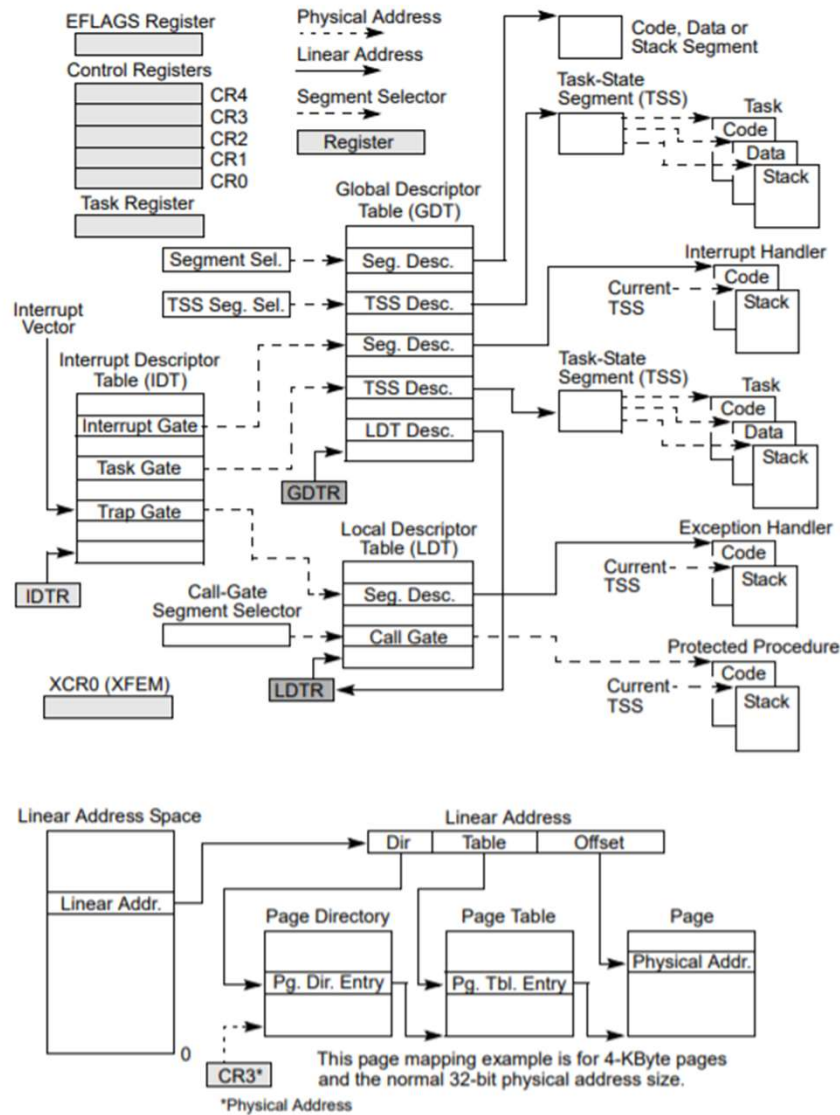 EFLAGS Register
Physical Address
Code, Data or
Stack Segment
Control Registers
Linear Address
CR4
CR3
CR2
CR1
CR0
Segment Selector
Task-State
Segment (TSS)
Task
Code
Data
Stack
Register
Task Register
Global Descriptor
Table (GDT)
Segment Sel.
Seg. Desc.
Interrupt Handler
Code
Stack
Current
TSS
TSS Seg. Sel.
TSS Desc.
Interrupt
Vector
Seg. Desc.
Interrupt Descriptor
Table (IDT)
Task-State
Segment (TSS)
Task
Code
Data
Stack
TSS Desc.
Interrupt Gate
LDT Desc.
Task Gate
GDTR
Trap Gate
Local Descriptor
Table (LDT)
Exception Handler
Code
Stack
Current
TSS
IDTR
Call-Gate
Segment Selector
Seg. Desc.
Call Gate
Protected Procedure
Code
Stack
Current
TSS
XCR0 (XFEM)
LDTR
Linear Address Space
Linear Address
Dir
Table
Offset
Linear Addr.
Page Directory
Page Table
Page
Physical Addr.
Pg. Dir. Entry
Pg. Tbl. Entry
0
CR3*
This page mapping example is for 4-KByte pages
and the normal 32-bit physical address size.
*Physical Address